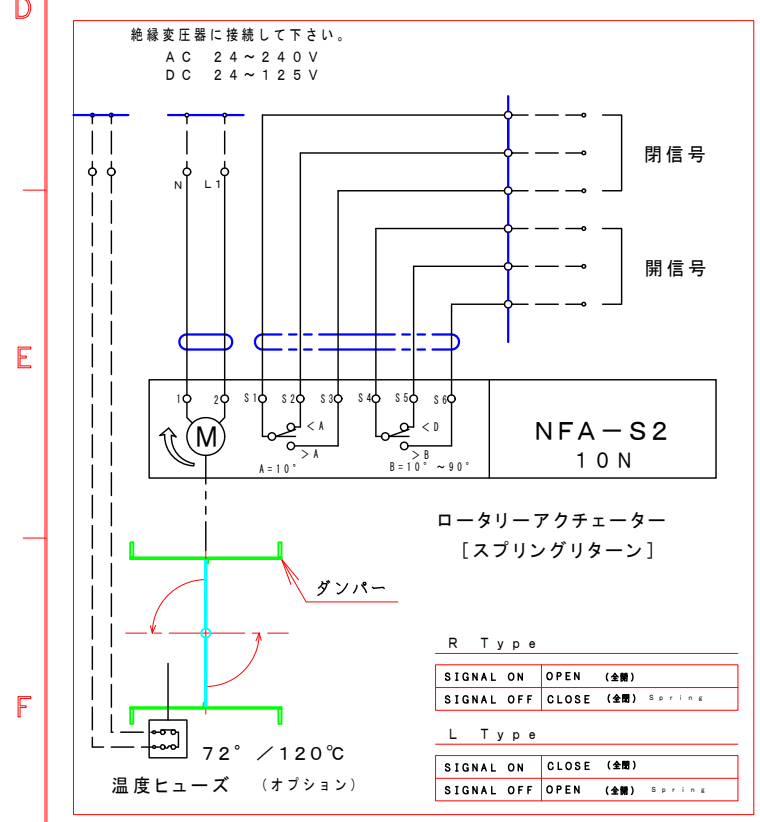 D
絶縁変圧器に接続して下さい。
AC 24~240V
DC 24~125V
N L1
閉信号
開信号
E
1 2 S1 S2 S3 S4 S5 S6
M
<A
>A
A=10°
<D
>B
B=10° ~90°
NFA-S2
10N
ロータリーアクチェーター
[スプリングリターン]
ダンパー
R Type
SIGNAL ON OPEN (全開)
SIGNAL OFF CLOSE (全閉) Spring
F
L Type
SIGNAL ON CLOSE (全閉)
SIGNAL OFF OPEN (全開) Spring
72° /120℃
温度ヒューズ (オプション)